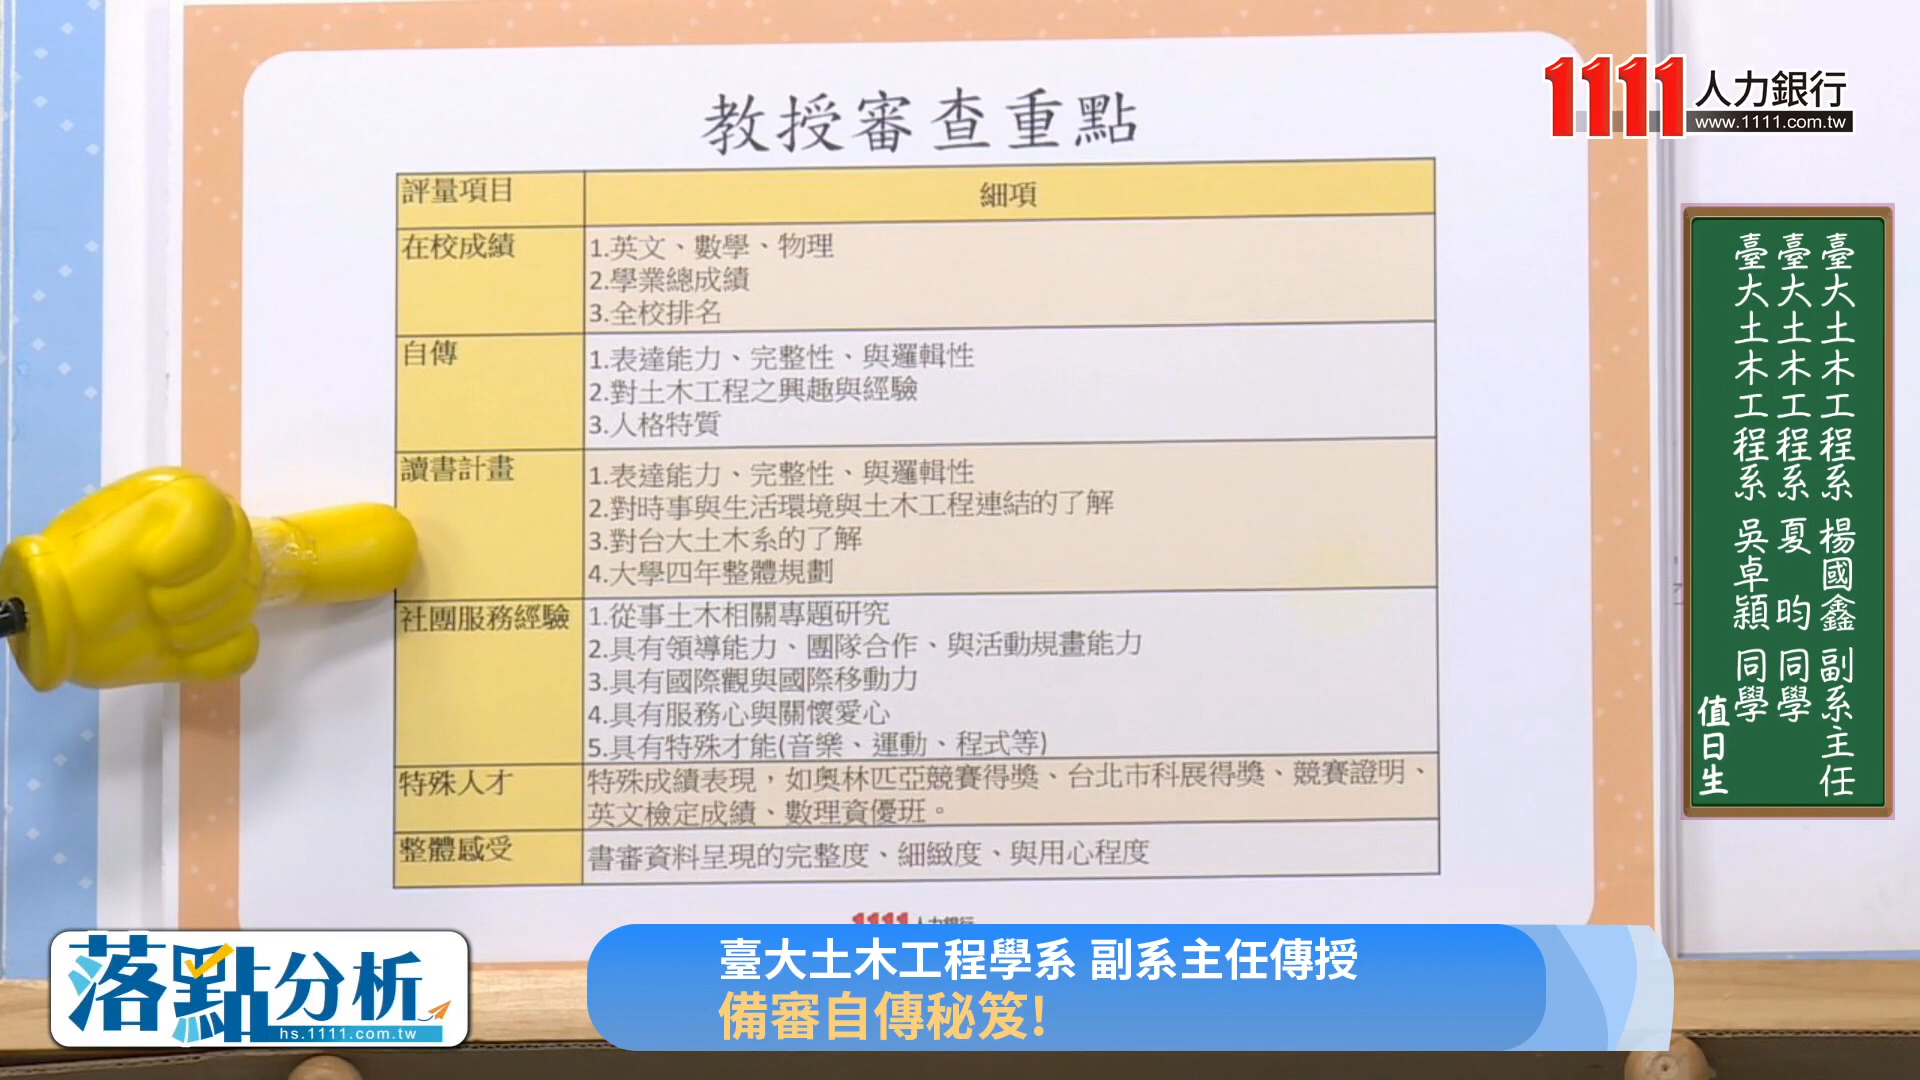 教授審查重點
評量項目
細項
在校成績
1.英文、數學、物理
2.學業總成績
3.全校排名
自傳
1.表達能力、完整性、與邏輯性
2.對土木工程之興趣與經驗
3.人格特質
讀書計畫
1.表達能力、完整性、與邏輯性
2.對時事與生活環境與土木工程連結的了解
3.對台大土木系的了解
4.大學四年整體規劃
社團服務經驗
1.從事土木相關專題研究
2.具有領導能力、團隊合作、與活動規畫能力
3.具有國際觀與國際移動力
4.具有服務心與關懷愛心
5.具有特殊才能(音樂、運動、程式等)
特殊人才
特殊成績表現，如奧林匹亞競賽得獎、台北市科展得獎、競賽證明、
英文檢定成績、數理資優班。
整體感受
書審資料呈現的完整度、細緻度、與用心程度
1111 人力銀行
1111 人力銀行
www.1111.com.tw
臺大土木工程系 楊國鑫 副系主任
臺大土木工程系 夏 昀 同學
臺大土木工程系 吳卓穎 同學
值日生
落點分析
hs.1111.com.tw
臺大土木工程學系 副系主任傳授
備審自傳秘笈!